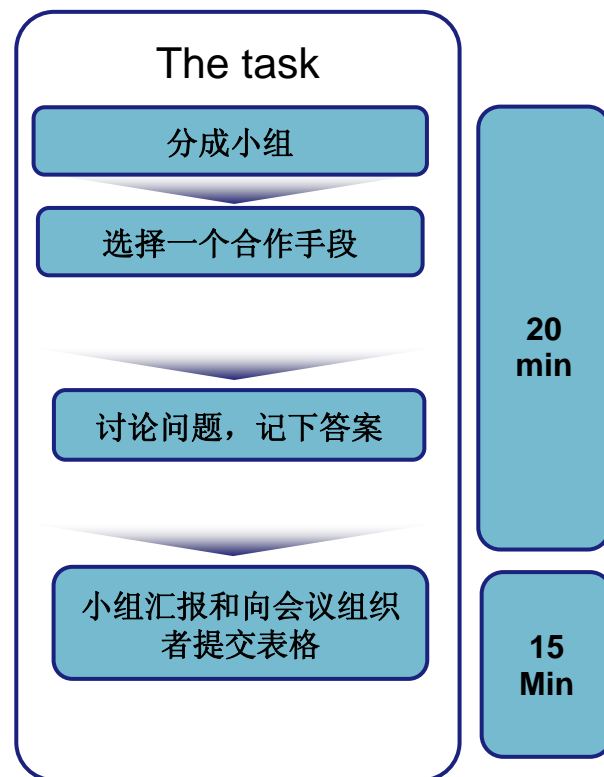 The task
分成小组
选择一个合作手段
20
min
讨论问题，记下答案
小组汇报和向会议组织
者提交表格
15
Min